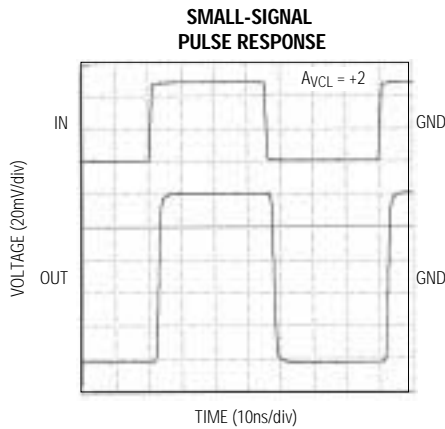 SMALL-SIGNAL
PULSE RESPONSE
AVCL = +2
IN
GND
VOLTAGE (20mV/div)
OUT
GND
TIME (10ns/div)